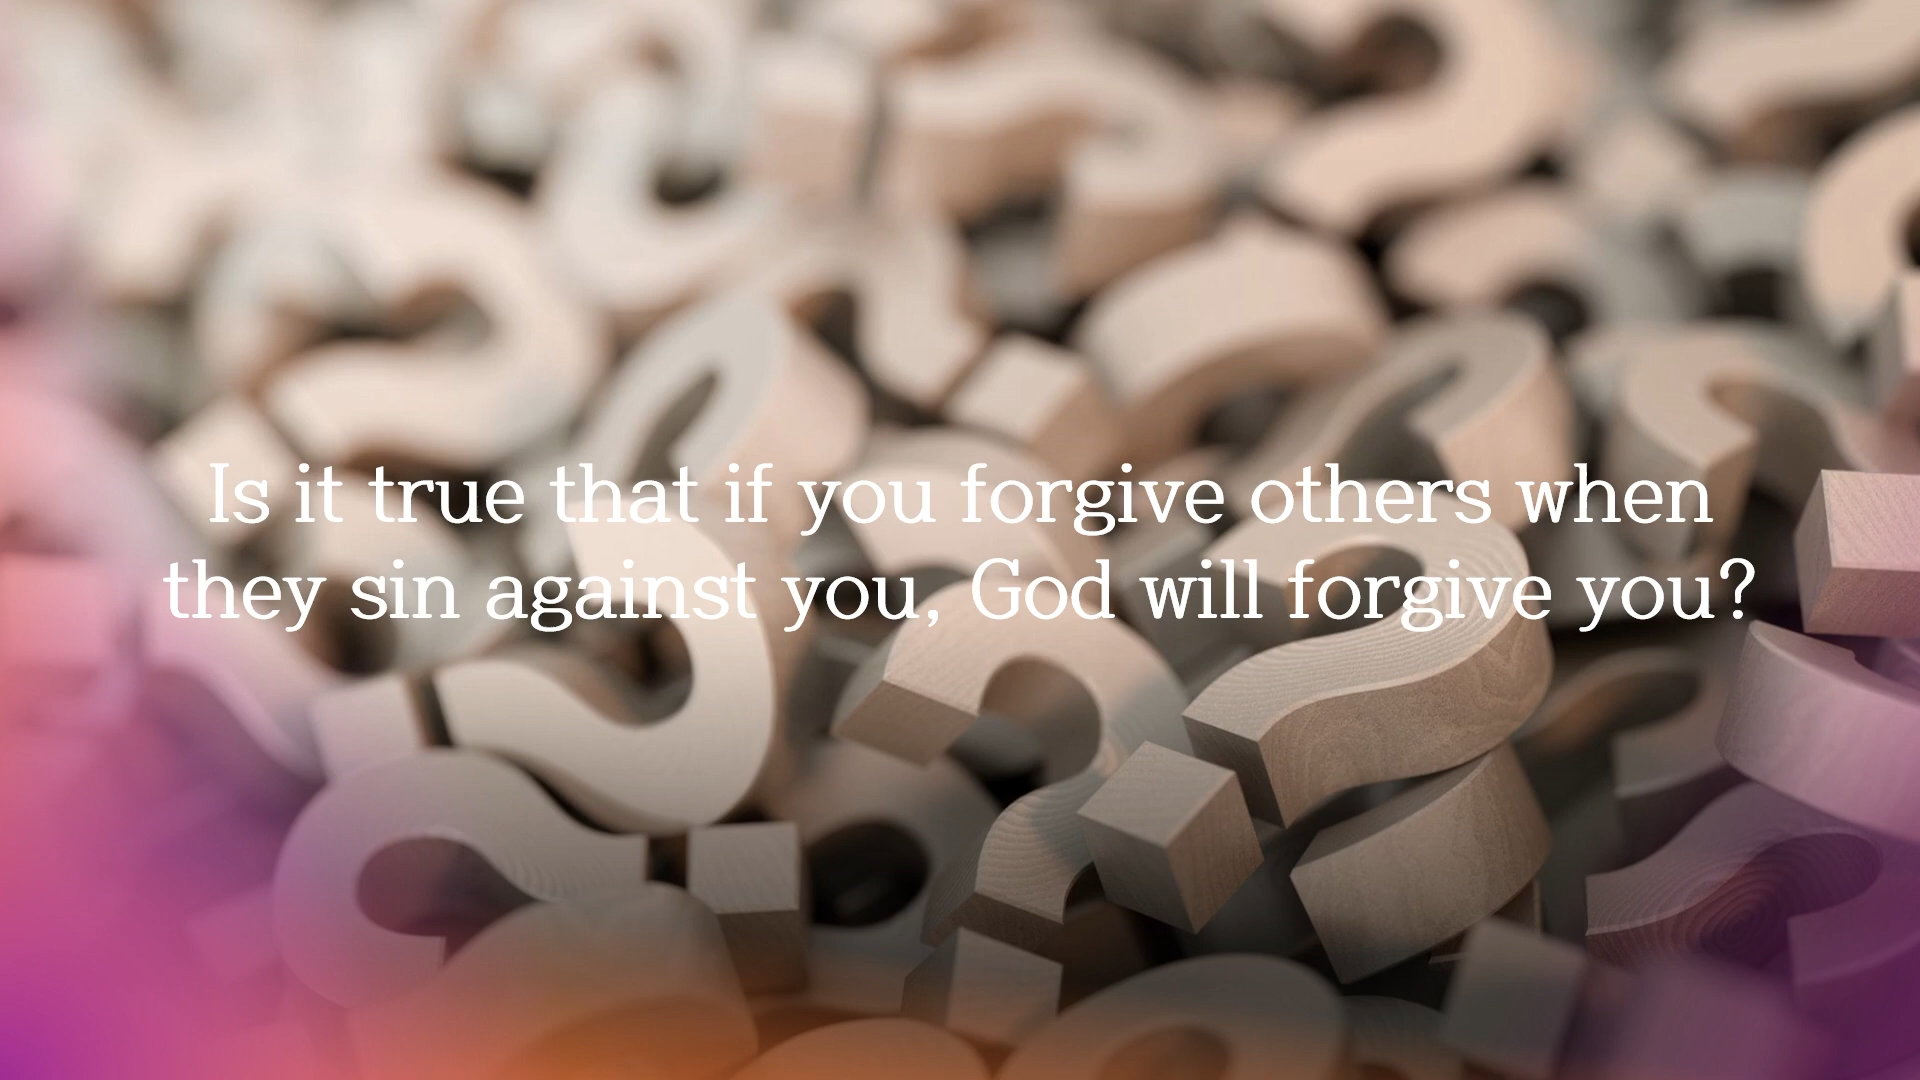 Is it true that if you forgive others when
they sin against you, God will forgive you?